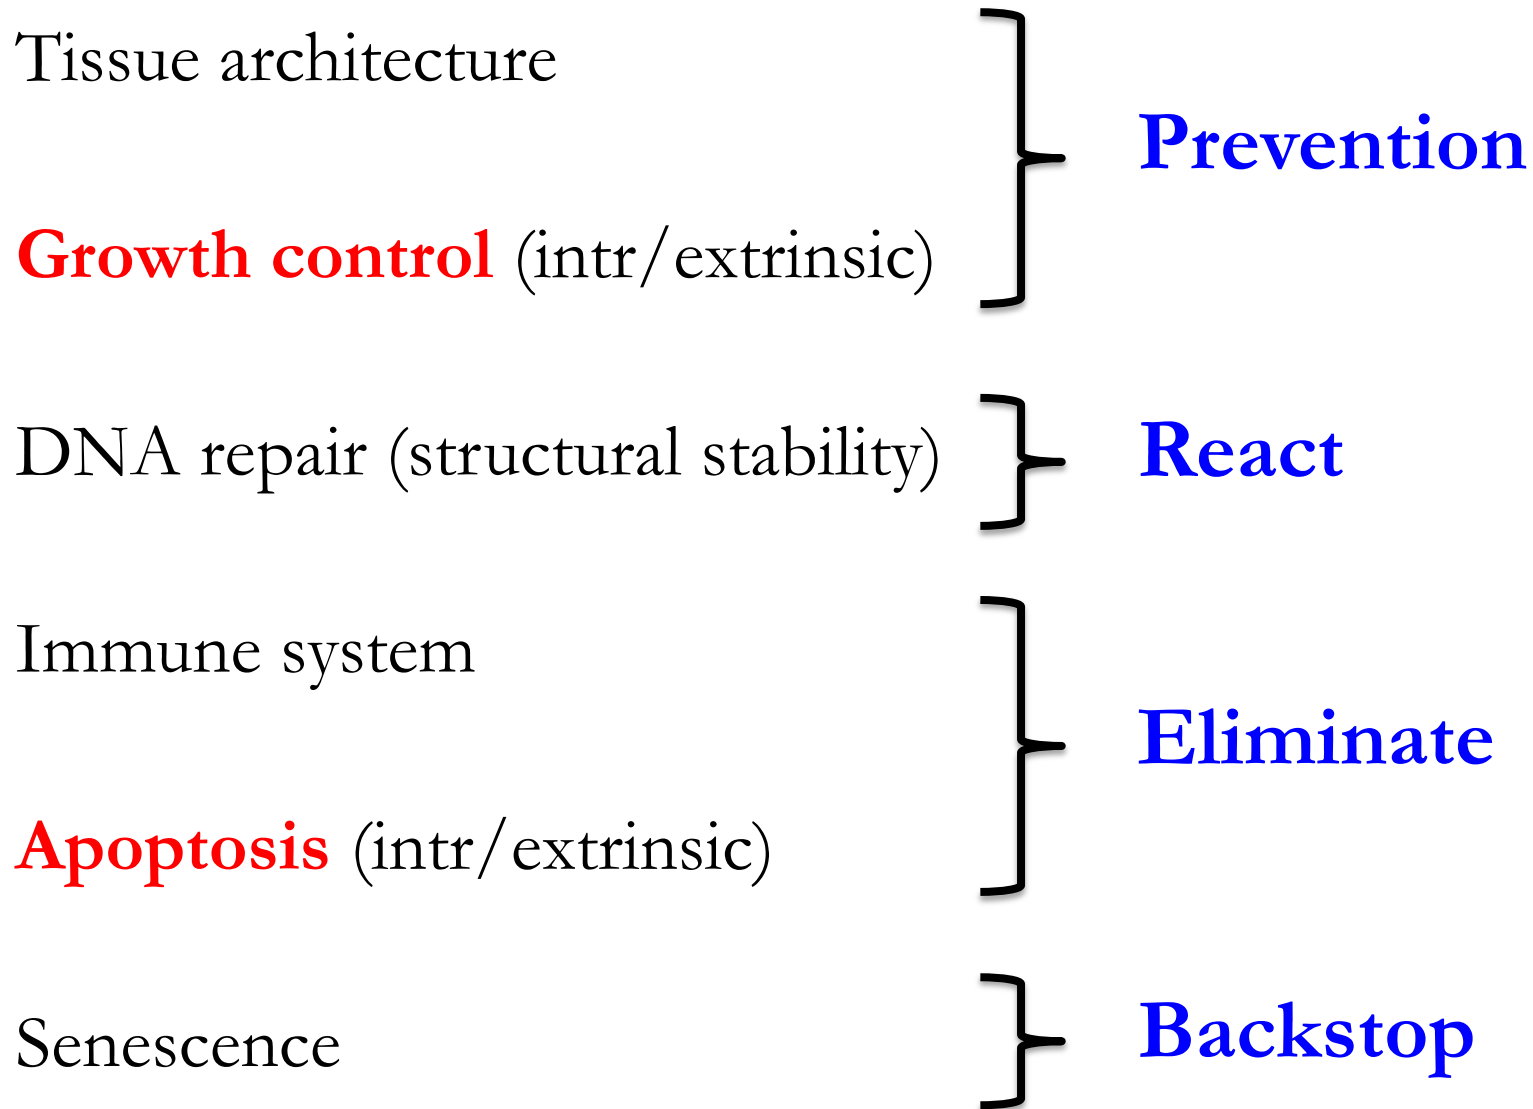 Tissue architecture
Prevention
Growth control (intr/extrinsic)
DNA repair (structural stability)
React
Immune system
Eliminate
Apoptosis (intr/extrinsic)
Senescence
Backstop